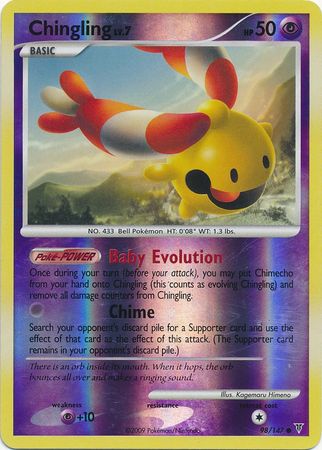 Chingling LV.7 HP 50
BASIC
NO. 433 Bell Pokémon HT: 0'08" WT: 1.3 lbs.
Poké-POWER Baby Evolution
Once during your turn (before your attack), you may put Chimecho
from your hand onto Chingling (this counts as evolving Chingling) and
remove all damage counters from Chingling.
Chime
Search your opponent's discard pile for a Supporter card and use the
effect of that card as the effect of this attack. (The Supporter card
remains in your opponent's discard pile.)
There is an orb inside its mouth. When it hops, the orb
bounces all over and makes a ringing sound.
Illus. Kagemaru Himeno
weakness resistance retreat cost
+10
©2009 Pokémon/Nintendo 98/147